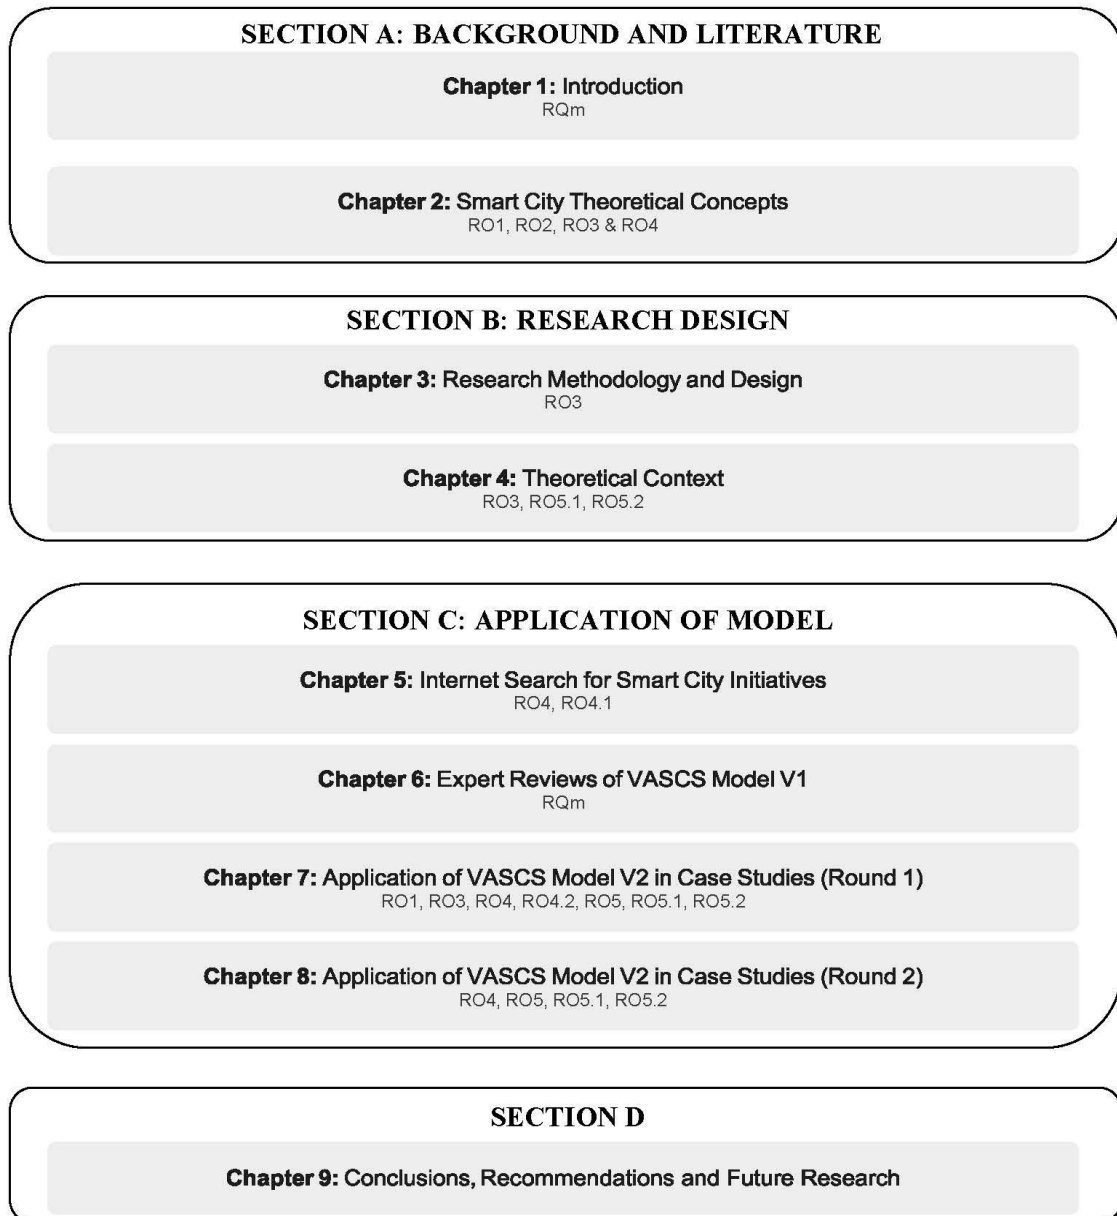 SECTION A: BACKGROUND AND LITERATURE
Chapter 1: Introduction
RQm
Chapter 2: Smart City Theoretical Concepts
RO1, RO2, RO3 & RO4
SECTION B: RESEARCH DESIGN
Chapter 3: Research Methodology and Design
RO3
Chapter 4: Theoretical Context
RO3, RO5.1, RO5.2
SECTION C: APPLICATION OF MODEL
Chapter 5: Internet Search for Smart City Initiatives
RO4, RO4.1
Chapter 6: Expert Reviews of VASCS Model V1
RQm
Chapter 7: Application of VASCS Model V2 in Case Studies (Round 1)
RO1, RO3, RO4, RO4.2, RO5, RO5.1, RO5.2
Chapter 8: Application of VASCS Model V2 in Case Studies (Round 2)
RO4, RO5, RO5.1, RO5.2
SECTION D
Chapter 9: Conclusions, Recommendations and Future Research